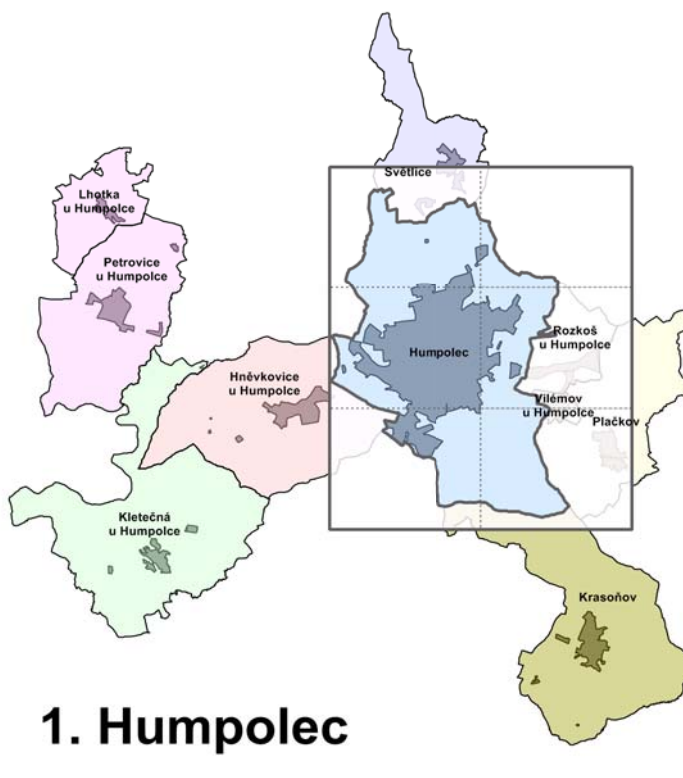 Světlice
Lhotka
u Humpolce
Petrovice
u Humpolce
Rozkoš
u Humpolce
Humpolec
Hněvkovice
u Humpolce
Vilémov
u Humpolce
Plačkov
Kletečná
u Humpolce
Krasoňov
1. Humpolec